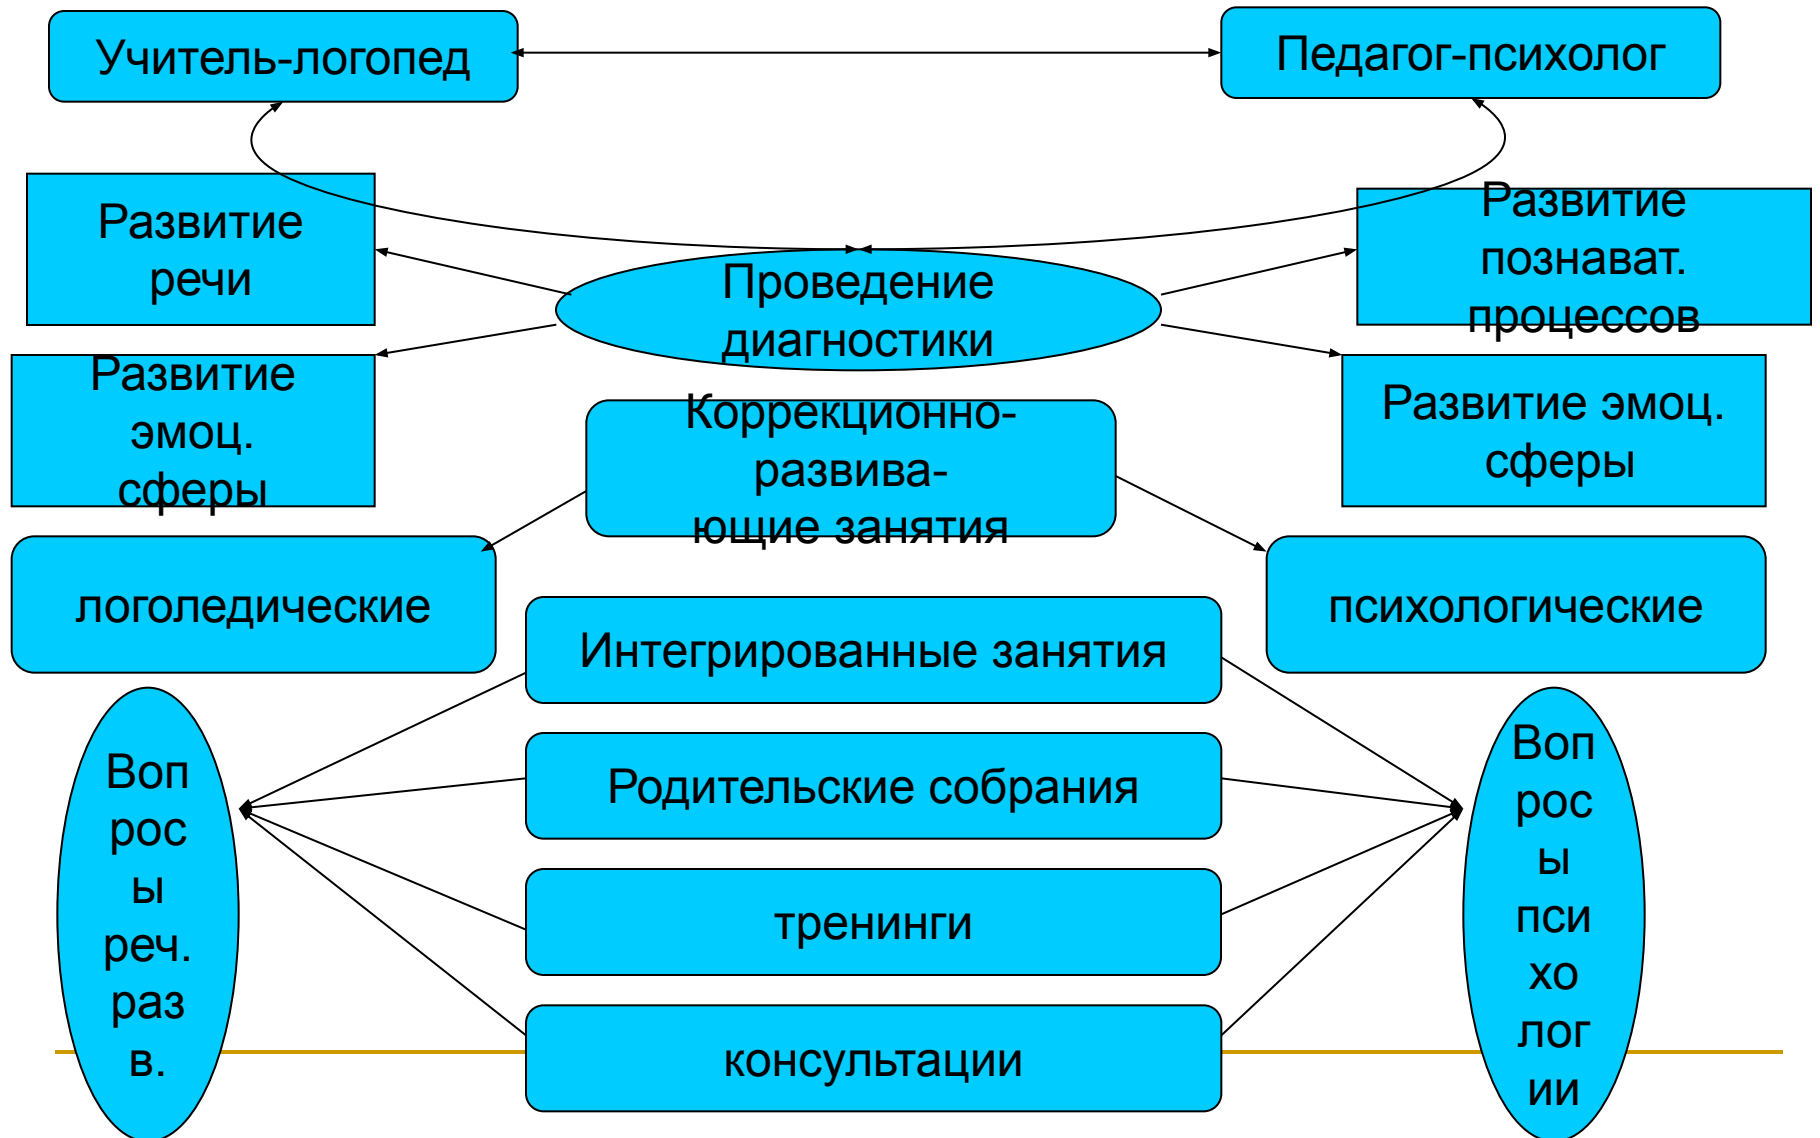 Учитель-логопед
Педагог-психолог
Развитие
речи
Проведение
диагностики
Развитие
познават.
процессов
Развитие
эмоц.
сферы
Коррекционно-
развива-
ющие занятия
Развитие эмоц.
сферы
логоледические
психологические
Интегрированные занятия
Родительские собрания
тренинги
консультации
Воп
рос
ы
реч.
раз
в.
Воп
рос
ы
пси
хо
лог
ии